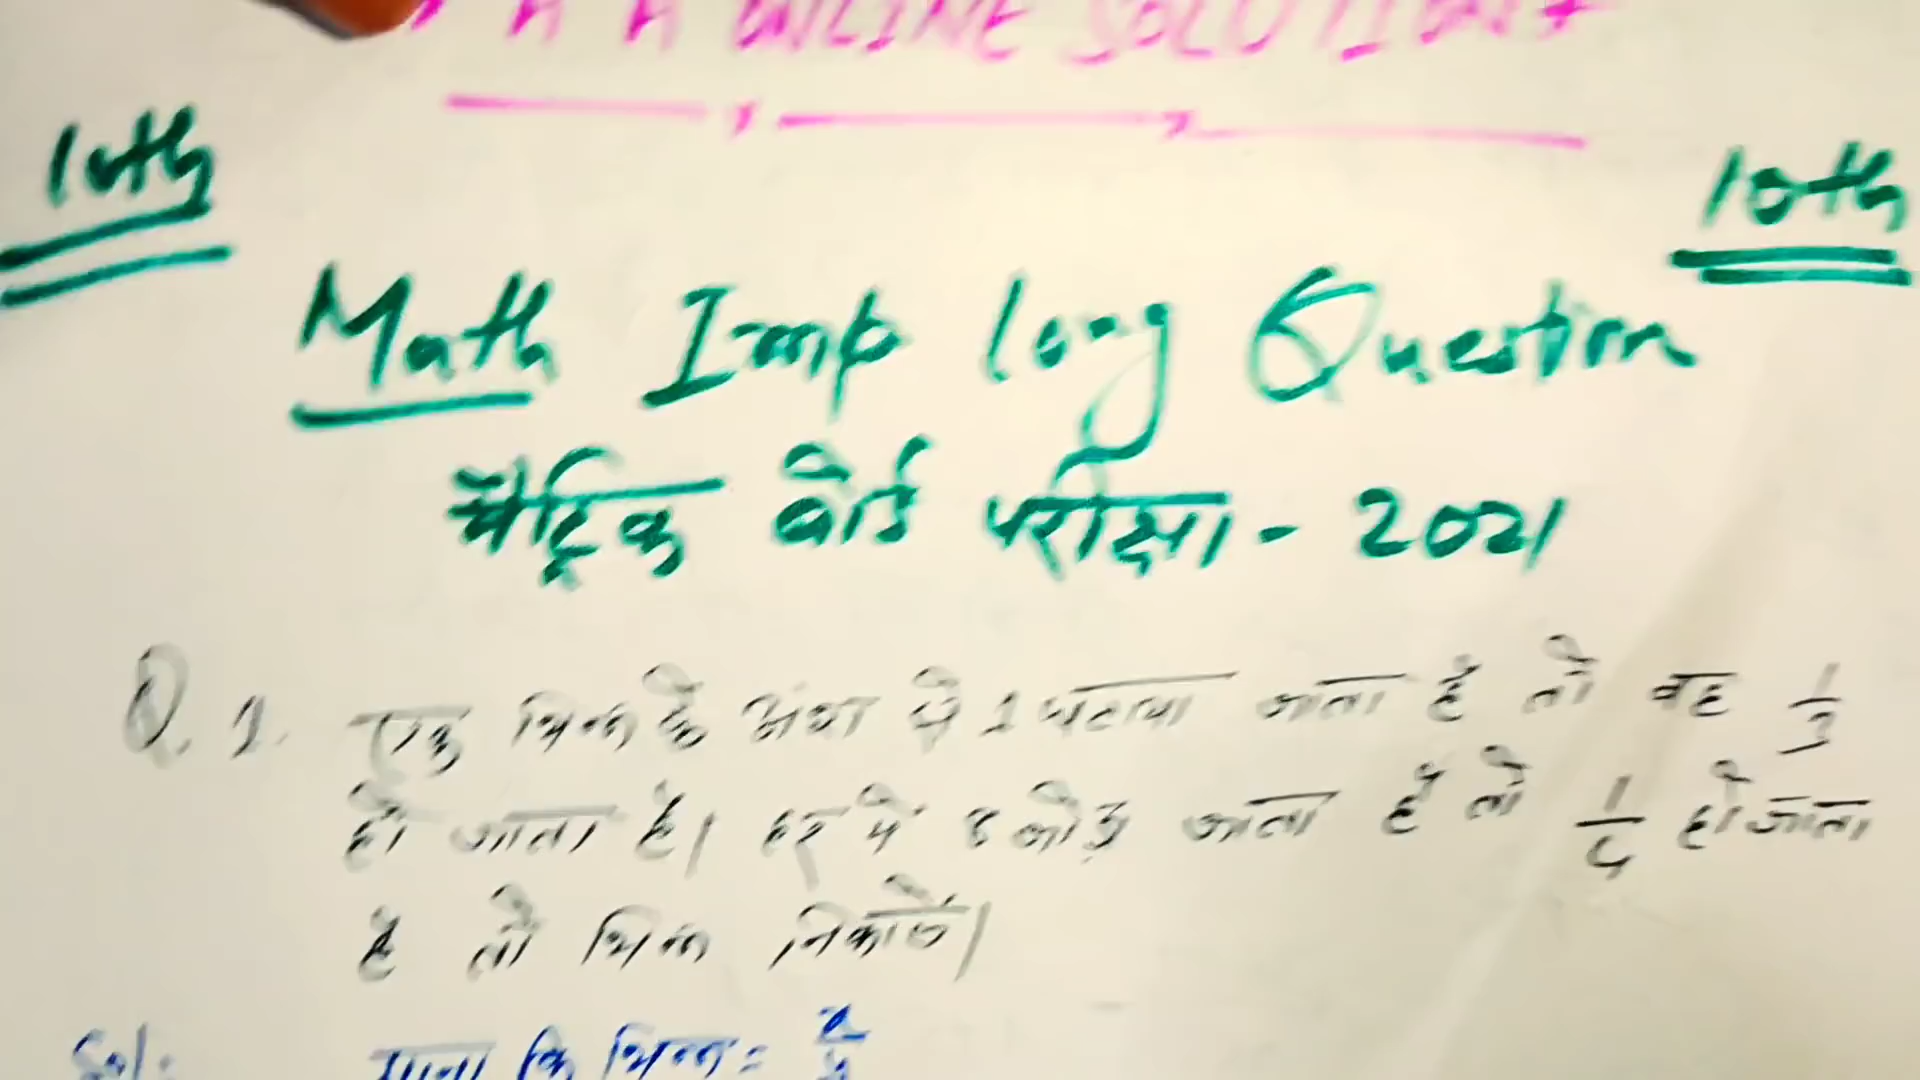 A A ONLINE SOLUTION
10th
10th
Math Imp long Question
मैट्रिक बोर्ड परीक्षा - 2021
Q. 1. एक भिन्न के अंश में 1 घटाया जाता है तो वह 1/3
हो जाता है। हर में 8 जोड़ा जाता है तो 1/4 हो जाता
है तो भिन्न निकालें।
Sol: माना कि भिन्न = x/y